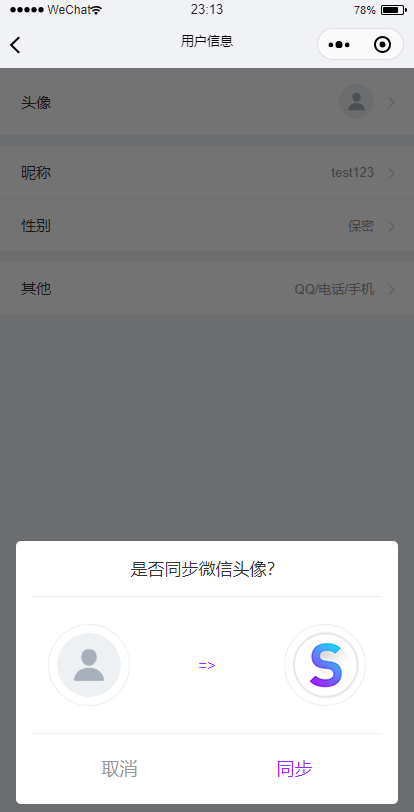 ●●●●● WeChat 23:13 78%
用户信息
头像
昵称 test123
性别 保密
其他 QQ/电话/手机
是否同步微信头像?
=>
取消 同步